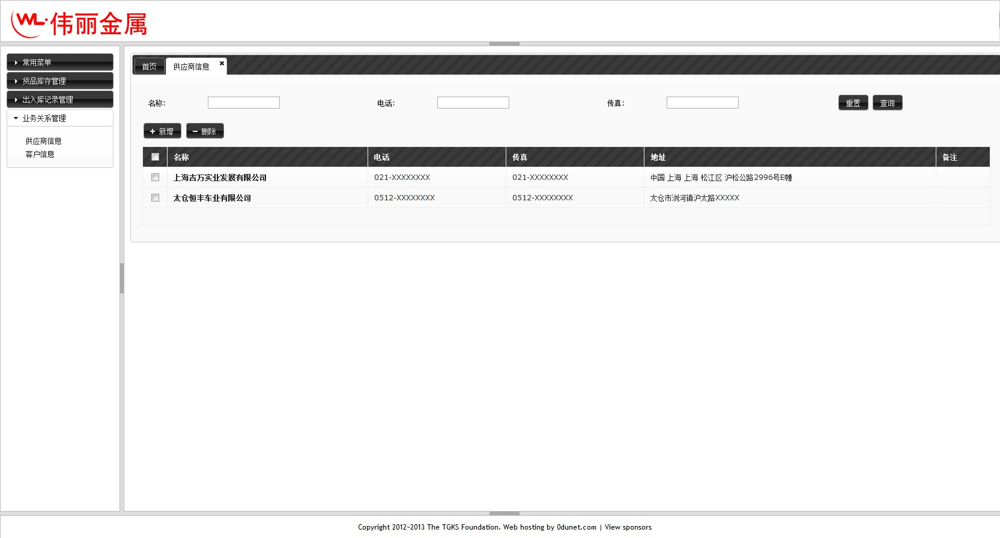 WL·伟丽金属
常用菜单
货品库存管理
出入库记录管理
业务关系管理
供应商信息
客户信息
首页 供应商信息
名称: 电话: 传真: 重置 查询
新增 删除
名称 电话 传真 地址 备注
上海吉万实业发展有限公司 021-XXXXXXXX 021-XXXXXXXX 中国 上海 上海 松江区 沪松公路2996号E幢
太仓恒丰车业有限公司 0512-XXXXXXXX 0512-XXXXXXXX 太仓市浏河镇沪太路XXXXX
Copyright 2012~2013 The TGKS Foundation. Web hosting by 0dunet.com | View sponsors